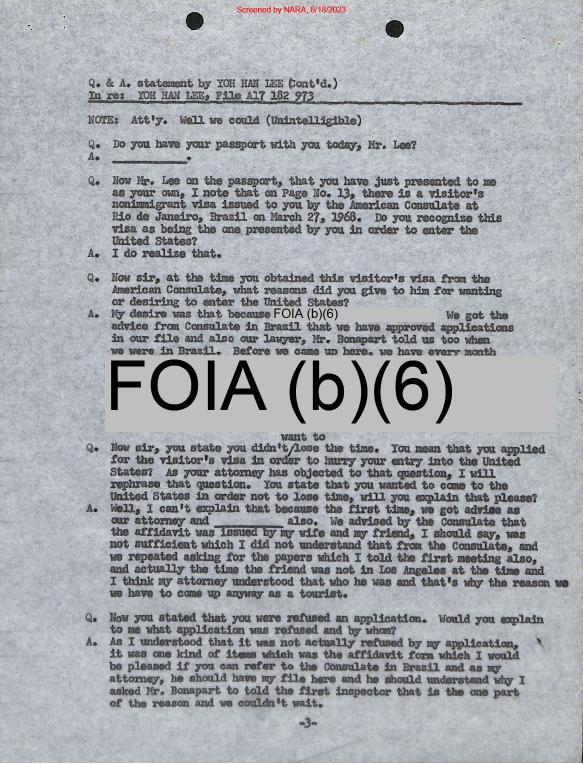 Screened by NARA, 8/18/2023
Q. & A. statement by YOH HAN LEE (Cont'd.)
In re: YOH HAN LEE, File A17 182 973
NOTE: Att'y. Well we could (Unintelligible)
Q. Do you have your passport with you today, Mr. Lee?
A. __________.
Q. Now Mr. Lee on the passport, that you have just presented to me
as your own, I note that on Page No. 13, there is a visitor's
nonimmigrant visa issued to you by the American Consulate at
Rio de Janeiro, Brazil on March 27, 1968. Do you recognize this
visa as being the one presented by you in order to enter the
United States?
A. I do realize that.
Q. Now sir, at the time you obtained this visitor's visa from the
American Consulate, what reasons did you give to him for wanting
or desiring to enter the United States?
A. My desire was that because FOIA (b)(6) We got the
advice from Consulate in Brazil that we have approved applications
in our file and also our lawyer, Mr. Bonapart told us too when
we were in Brazil. Before we came up here, we have every month
FOIA (b)(6)
want to
Q. Now sir, you state you didn't/lose the time. You mean that you applied
for the visitor's visa in order to hurry your entry into the United
States? As your attorney has objected to that question, I will
rephrase that question. You state that you wanted to come to the
United States in order not to lose time, will you explain that please?
A. Well, I can't explain that because the first time, we got advise as
our attorney and __________ also. We advised by the Consulate that
the affidavit was issued by my wife and my friend, I should say, was
not sufficient which I did not understand that from the Consulate, and
we repeated asking for the papers which I told the first meeting also,
and actually the time the friend was not in Los Angeles at the time and
I think my attorney understood that who he was and that's why the reason we
we have to come up anyway as a tourist.
Q. Now you stated that you were refused an application. Would you explain
to me what application was refused and by whom?
A. As I understood that it was not actually refused by my application,
it was one kind of items which was the affidavit form which I would
be pleased if you can refer to the Consulate in Brazil and as my
attorney, he should have my file here and he should understand why I
asked Mr. Bonapart to told the first inspector that is the one part
of the reason and we couldn't wait.
-3-